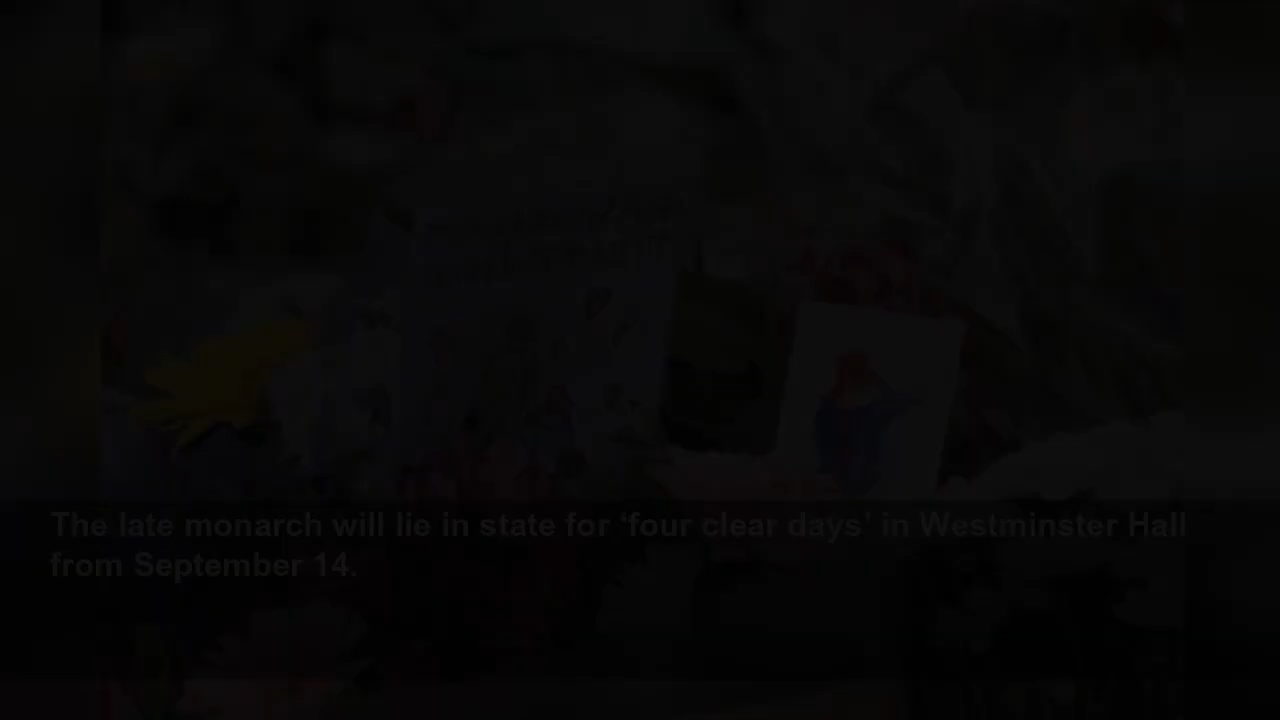 The late monarch will lie in state for ‘four clear days’ in Westminster Hall
from September 14.